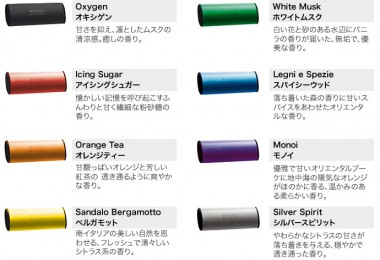 Oxygen
オキシゲン
甘さを抑え、凛としたムスクの
清涼感。癒しの香り。
White Musk
ホワイトムスク
白い花と砂のある水辺にバニ
ラの香りが届いた、無垢で、優
美な香り。
Icing Sugar
アイシングシュガー
懐かしい記憶を呼び起こすふ
んわりと甘く繊細な粉砂糖の
香り。
Legni e Spezie
スパイシーウッド
落ち着いた森の香りに甘いス
パイスをあわせたオリエンタ
ルな香り。
Orange Tea
オレンジティー
甘酸っぱいオレンジと芳しい
紅茶の 透き通るように爽やか
な香り。
Monoi
モノイ
優雅で甘いオリエンタルブー
ケに地中海の陽気なオレンジ
がほのかに香る、温かみのあ
る柔らかい香り。
Sandalo Bergamotto
ベルガモット
南イタリアの美しい自然を思
わせる、フレッシュで清々しい
シトラス系の香り。
Silver Spirit
シルバースピリット
やわらかなシトラスの甘さが
落ち着きを与える、穏やかで
透き通った香り。